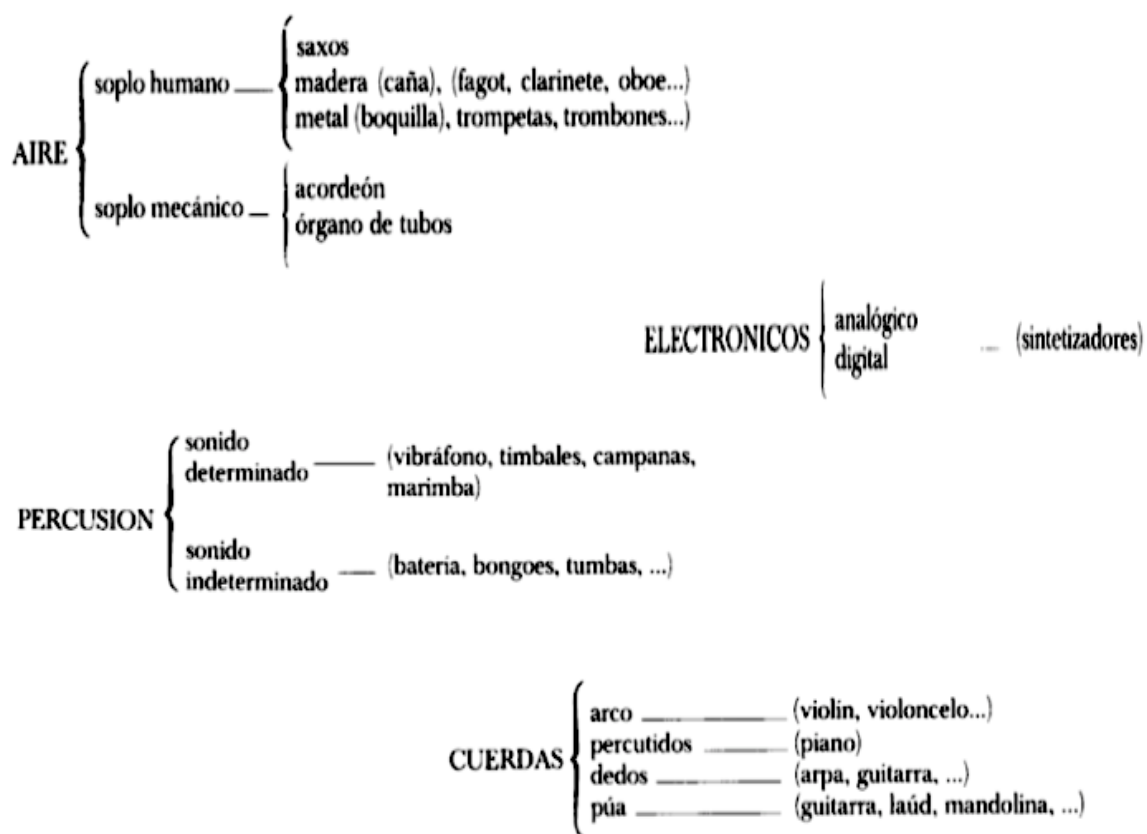 saxos
soplo humano — madera (caña), (fagot, clarinete, oboe...)
metal (boquilla), trompetas, trombones...)
AIRE
acordeón
soplo mecánico —
órgano de tubos
analógico
ELECTRONICOS — (sintetizadores)
digital
sonido
determinado — (vibráfono, timbales, campanas,
marimba)
PERCUSION
sonido
indeterminado — (bateria, bongoes, tumbas, ...)
arco — (violin, violoncelo...)
percutidos — (piano)
CUERDAS
dedos — (arpa, guitarra, ...)
púa — (guitarra, laúd, mandolina, ...)